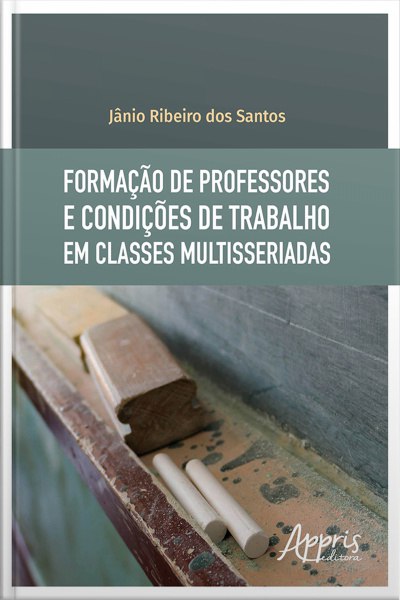 Jânio Ribeiro dos Santos
FORMAÇÃO DE PROFESSORES
E CONDIÇÕES DE TRABALHO
EM CLASSES MULTISSERIADAS
Appris
editora